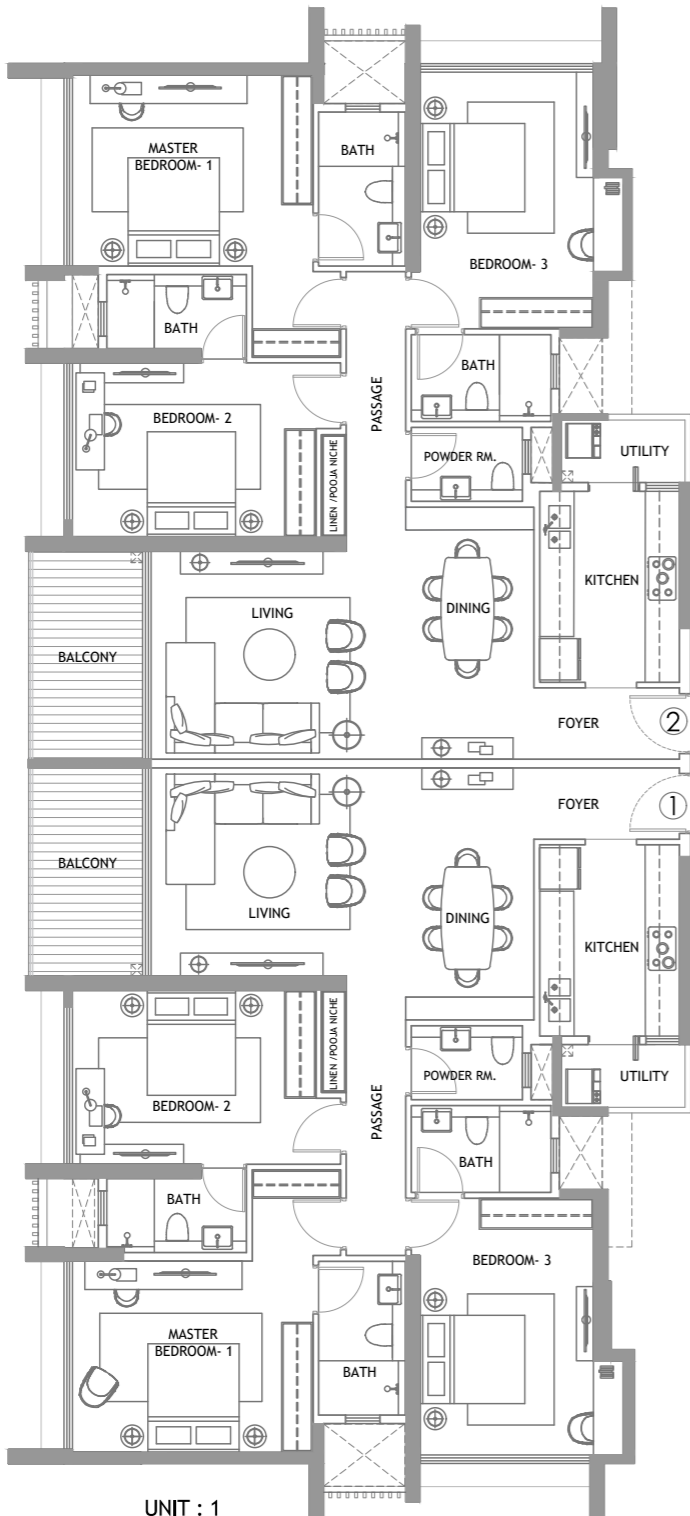 MASTER
BEDROOM- 1
BATH
BEDROOM- 3
BATH
BATH
BEDROOM- 2
PASSAGE
LINEN /POOJA NICHE
POWDER RM.
UTILITY
KITCHEN
LIVING
DINING
BALCONY
FOYER
2
FOYER
1
BALCONY
LIVING
DINING
KITCHEN
LINEN /POOJA NICHE
POWDER RM.
UTILITY
BEDROOM- 2
PASSAGE
BATH
BATH
BEDROOM- 3
MASTER
BEDROOM- 1
BATH
UNIT : 1